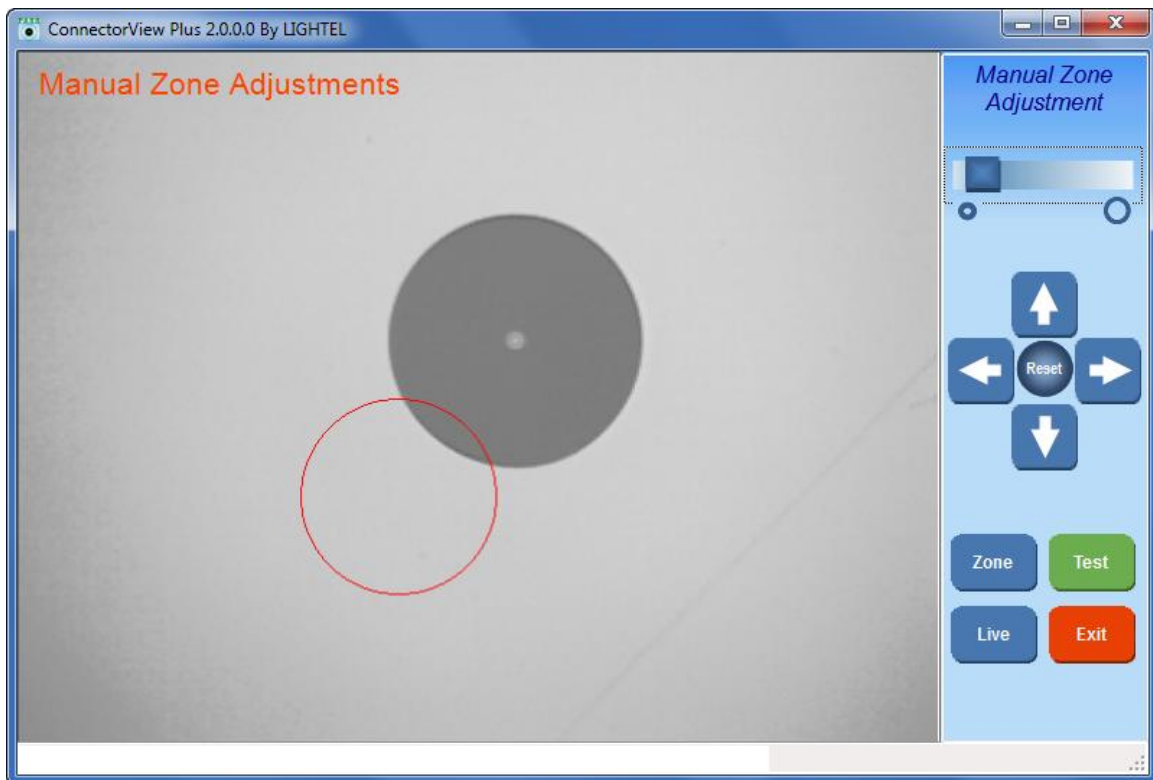 ConnectorView Plus 2.0.0.0 By LIGHTEL
Manual Zone Adjustments
Manual Zone
Adjustment
Reset
Zone
Test
Live
Exit